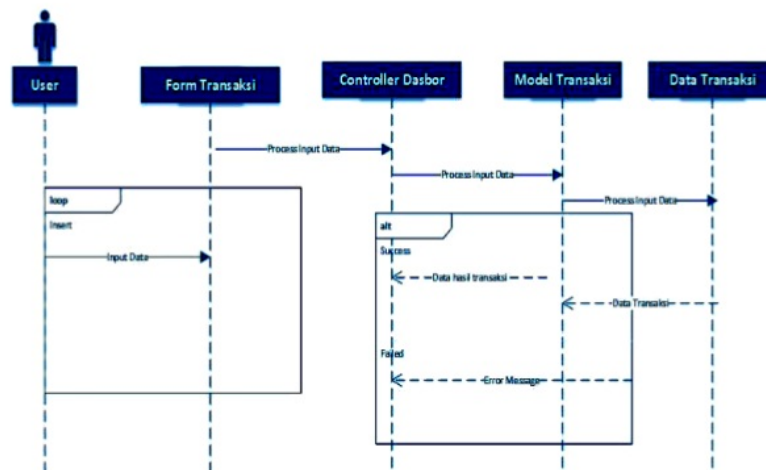 User
Form Transaksi
Controller Dasbor
Model Transaksi
Data Transaksi
Process Input Data
Process Input Data
Process Input Data
loop
Insert
Input Data
alt
Success
Data hasil transaksi
Data Transaksi
Failed
Error Message